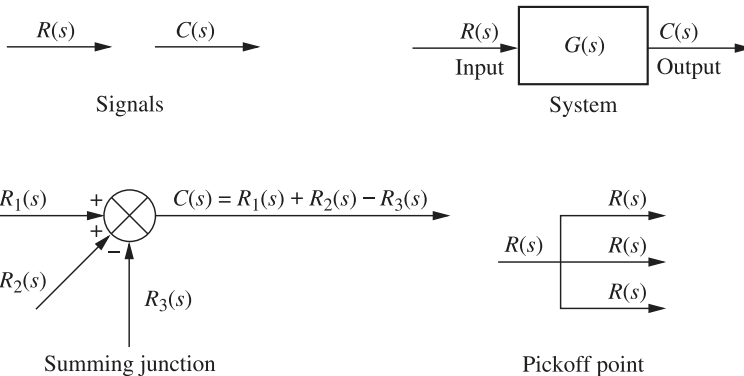 R(s)
C(s)
Signals
R(s)
Input
G(s)
C(s)
Output
System
R₁(s)
+
+
−
R₂(s)
R₃(s)
C(s) = R₁(s) + R₂(s) − R₃(s)
Summing junction
R(s)
R(s)
R(s)
R(s)
Pickoff point